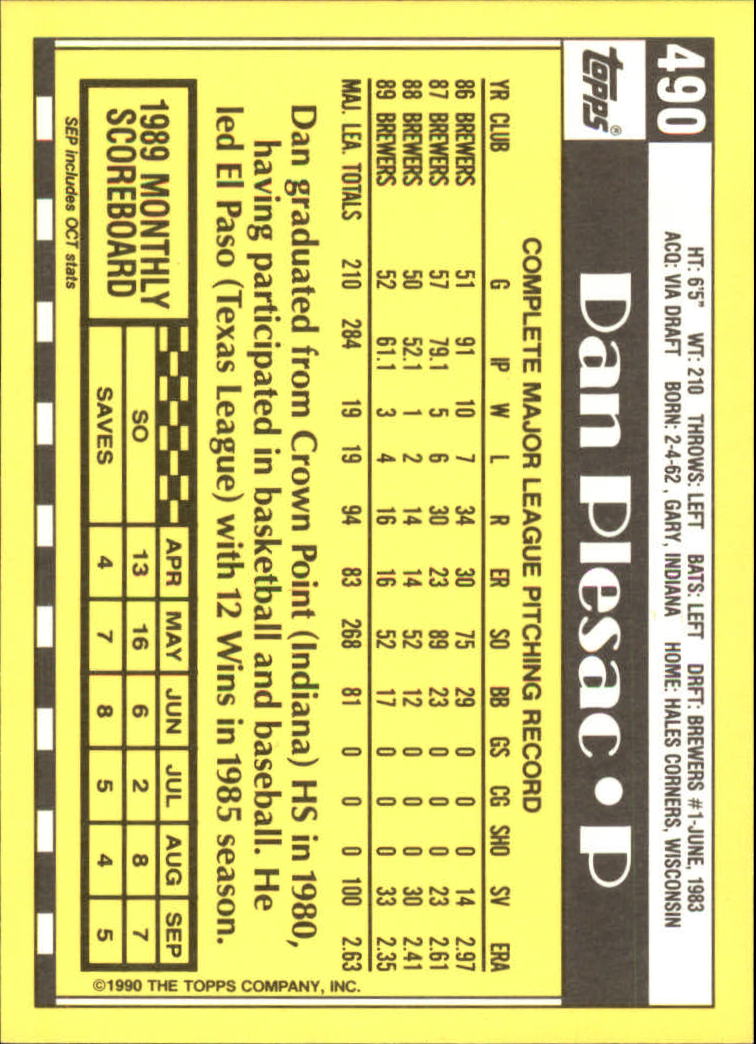 490
HT: 6'5" WT: 210 THROWS: LEFT BATS: LEFT DRFT: BREWERS #1-JUNE, 1983
ACQ: VIA DRAFT BORN: 2-4-62, GARY, INDIANA HOME: HALES CORNERS, WISCONSIN
topps®
Dan Plesac • P
COMPLETE MAJOR LEAGUE PITCHING RECORD
YR CLUB G IP W L R ER SO BB GS CG SHO SV ERA
86 BREWERS 51 91 10 7 34 30 75 29 0 0 0 14 2.97
87 BREWERS 57 79.1 5 6 30 23 89 23 0 0 0 23 2.61
88 BREWERS 50 52.1 1 2 14 14 52 12 0 0 0 30 2.41
89 BREWERS 52 61.1 3 4 16 16 52 17 0 0 0 33 2.35
MAJ. LEA. TOTALS 210 284 19 19 94 83 268 81 0 0 0 100 2.63
Dan graduated from Crown Point (Indiana) HS in 1980,
having participated in basketball and baseball. He
led El Paso (Texas League) with 12 Wins in 1985 season.
1989 MONTHLY
SCOREBOARD
APR MAY JUN JUL AUG SEP
SO 13 16 6 2 8 7
SAVES 4 7 8 5 4 5
SEP includes OCT stats
©1990 THE TOPPS COMPANY, INC.